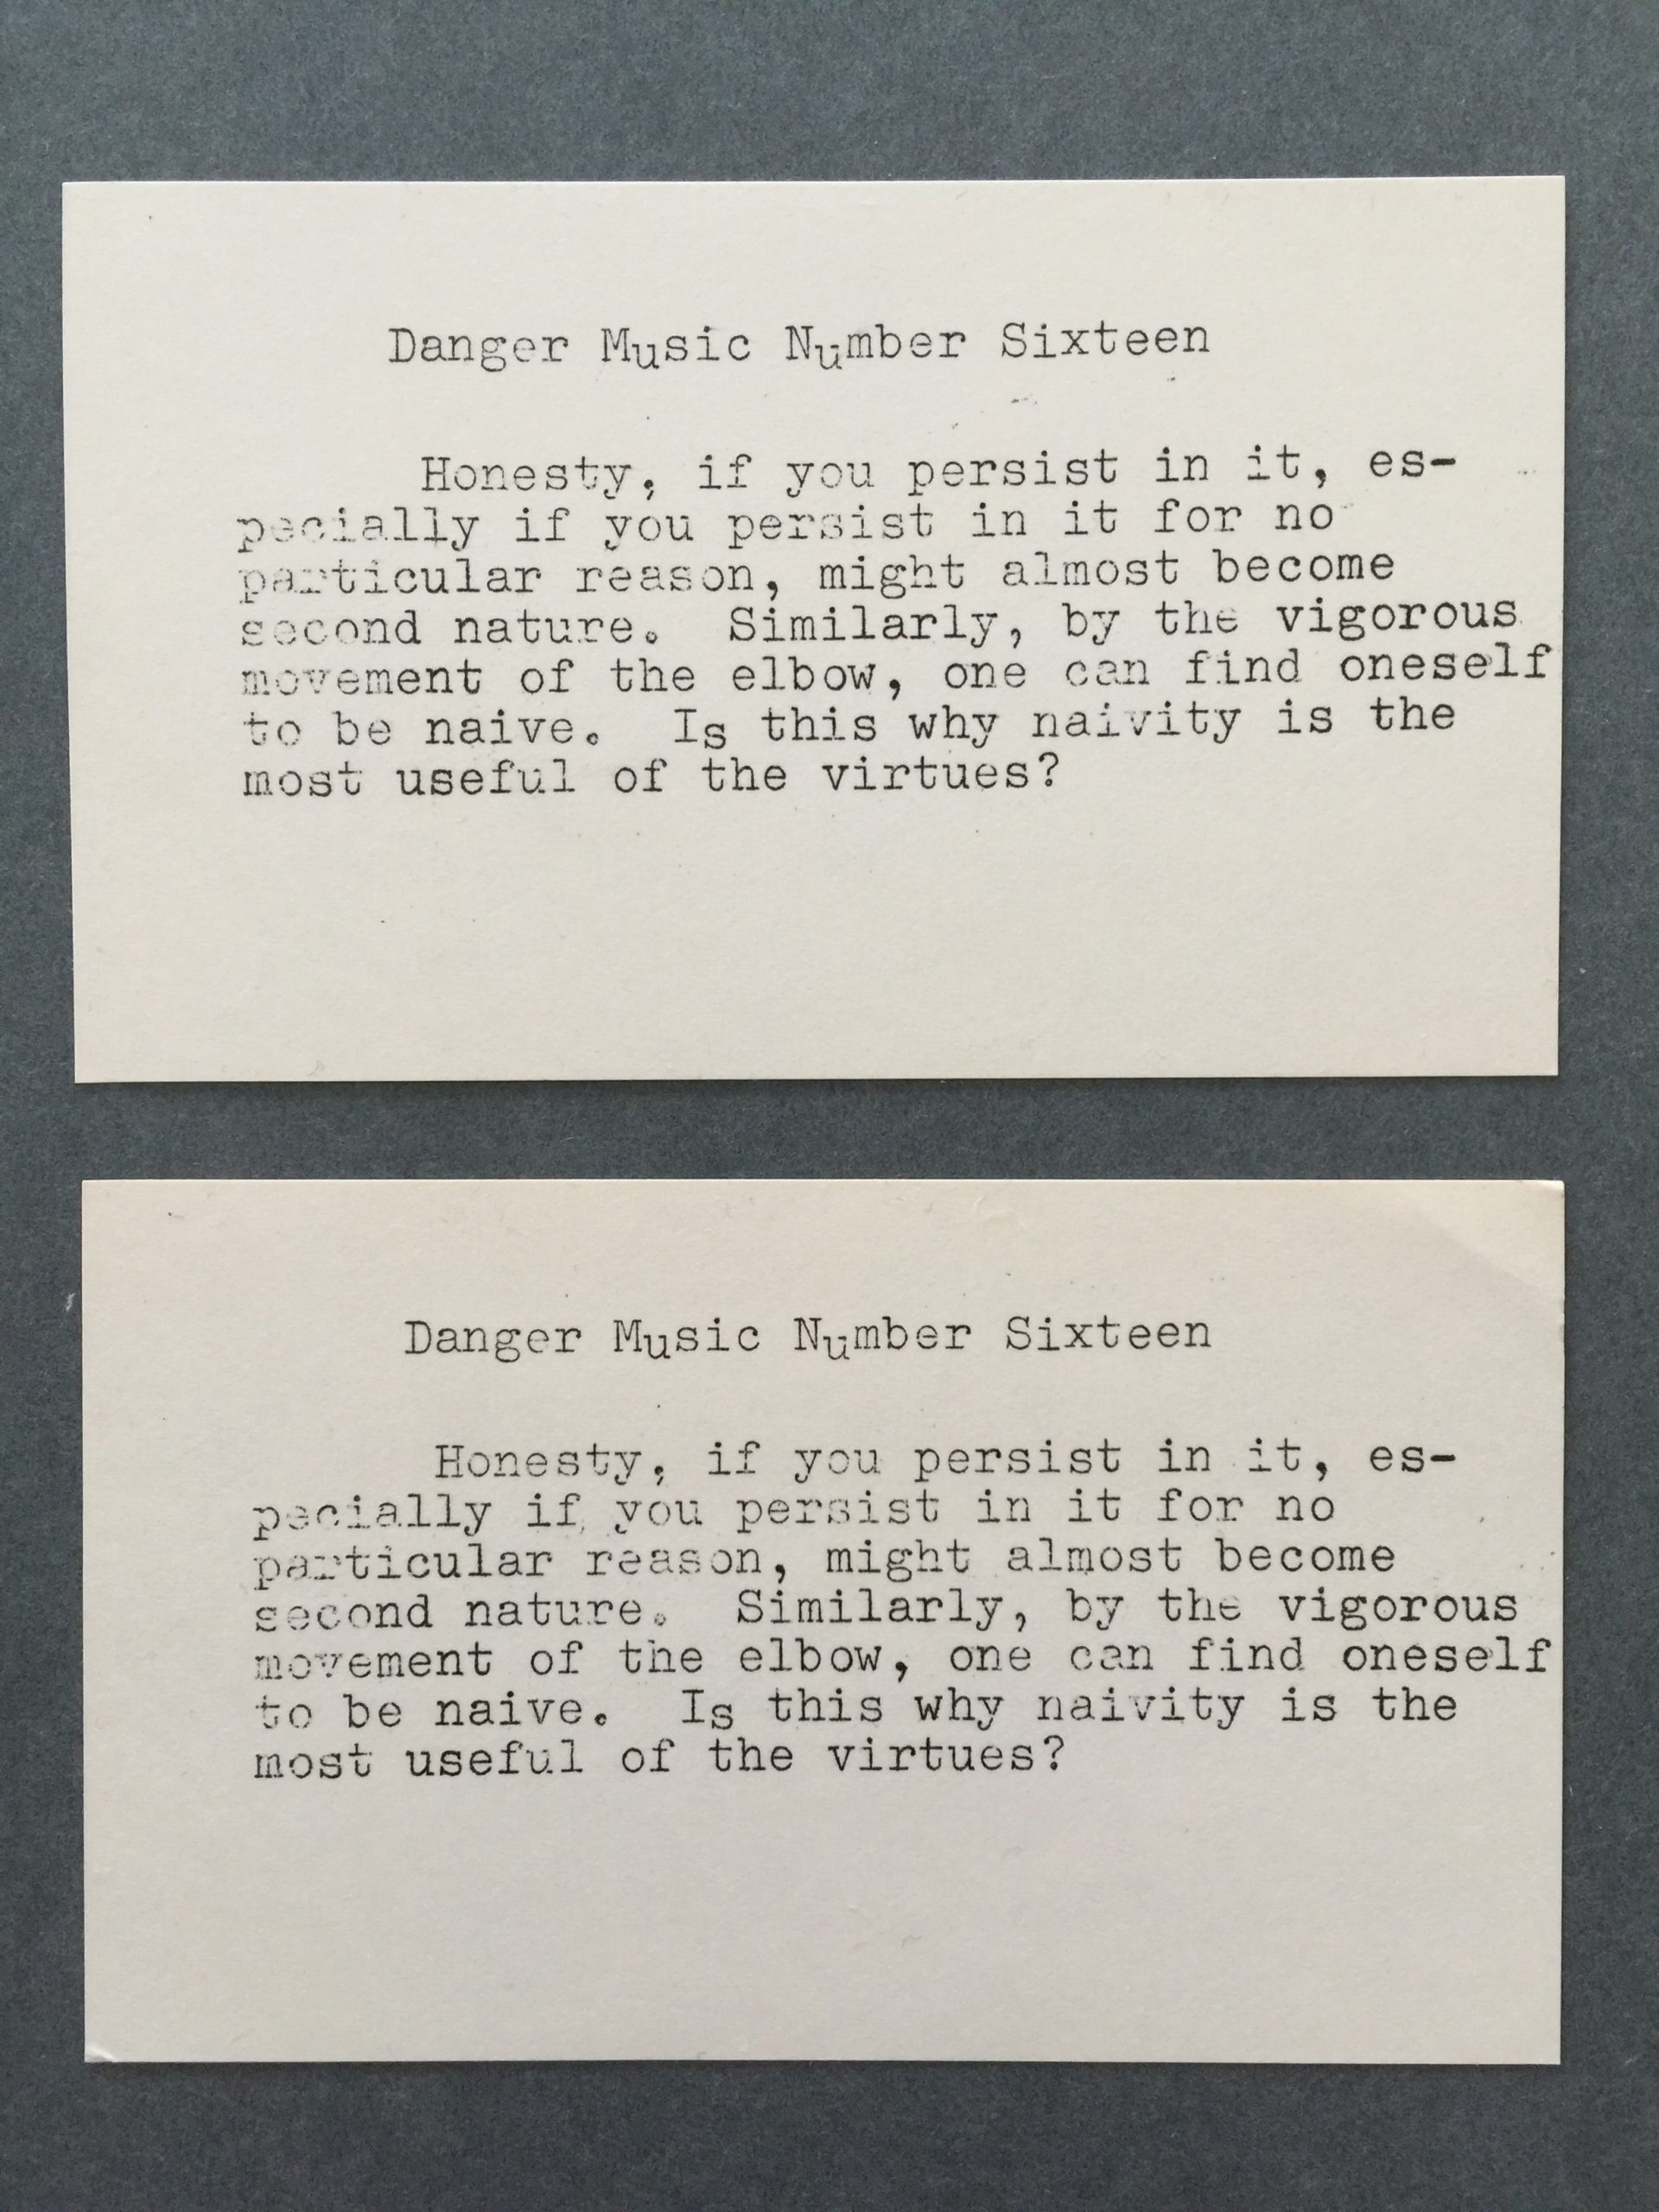 Danger Music Number Sixteen
Honesty, if you persist in it, es-
pecially if you persist in it for no
particular reason, might almost become
second nature. Similarly, by the vigorous
movement of the elbow, one can find oneself
to be naive. Is this why naivity is the
most useful of the virtues?
Danger Music Number Sixteen
Honesty, if you persist in it, es-
pecially if you persist in it for no
particular reason, might almost become
second nature. Similarly, by the vigorous
movement of the elbow, one can find oneself
to be naive. Is this why naivity is the
most useful of the virtues?